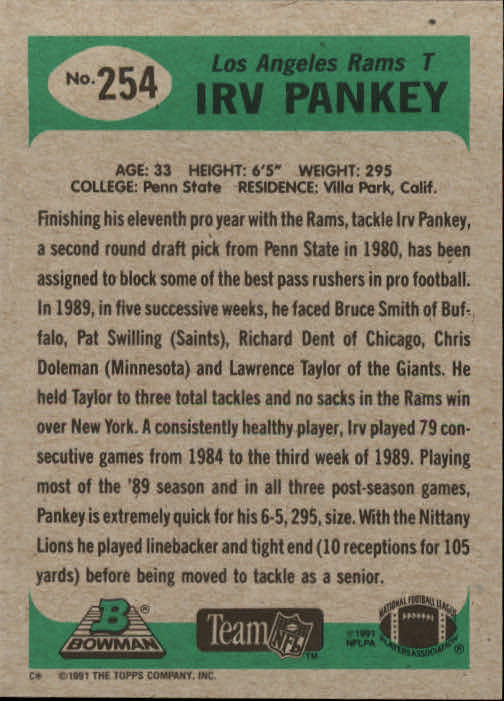 No. 254
Los Angeles Rams T
IRV PANKEY
AGE: 33 HEIGHT: 6'5" WEIGHT: 295
COLLEGE: Penn State RESIDENCE: Villa Park, Calif.
Finishing his eleventh pro year with the Rams, tackle Irv Pankey,
a second round draft pick from Penn State in 1980, has been
assigned to block some of the best pass rushers in pro football.
In 1989, in five successive weeks, he faced Bruce Smith of Buf-
falo, Pat Swilling (Saints), Richard Dent of Chicago, Chris
Doleman (Minnesota) and Lawrence Taylor of the Giants. He
held Taylor to three total tackles and no sacks in the Rams win
over New York. A consistently healthy player, Irv played 79 con-
secutive games from 1984 to the third week of 1989. Playing
most of the '89 season and in all three post-season games,
Pankey is extremely quick for his 6-5, 295, size. With the Nittany
Lions he played linebacker and tight end (10 receptions for 105
yards) before being moved to tackle as a senior.
B ®
BOWMAN
Team NFL TM
©1991
NFLPA
NATIONAL FOOTBALL LEAGUE
PLAYERS ASSOCIATION ®
C* ©1991 THE TOPPS COMPANY, INC.